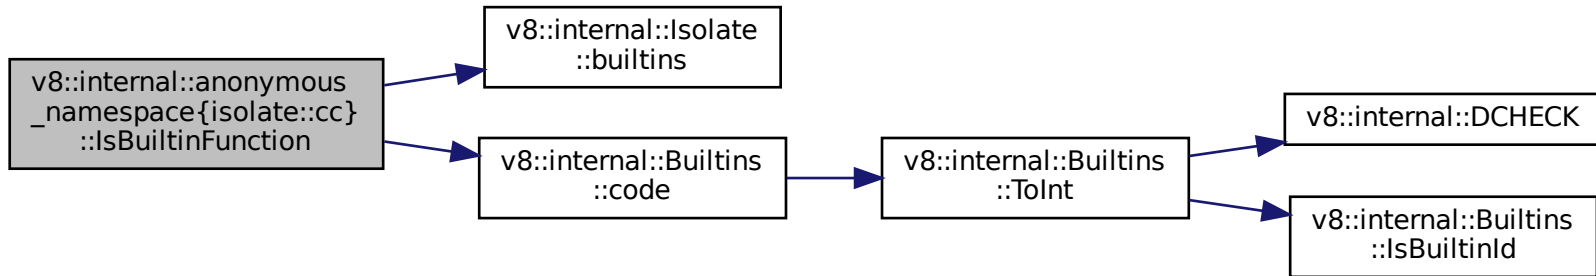 v8::internal::anonymous
_namespace{isolate::cc}
::IsBuiltinFunction
v8::internal::Isolate
::builtins
v8::internal::Builtins
::code
v8::internal::Builtins
::ToInt
v8::internal::DCHECK
v8::internal::Builtins
::IsBuiltinId